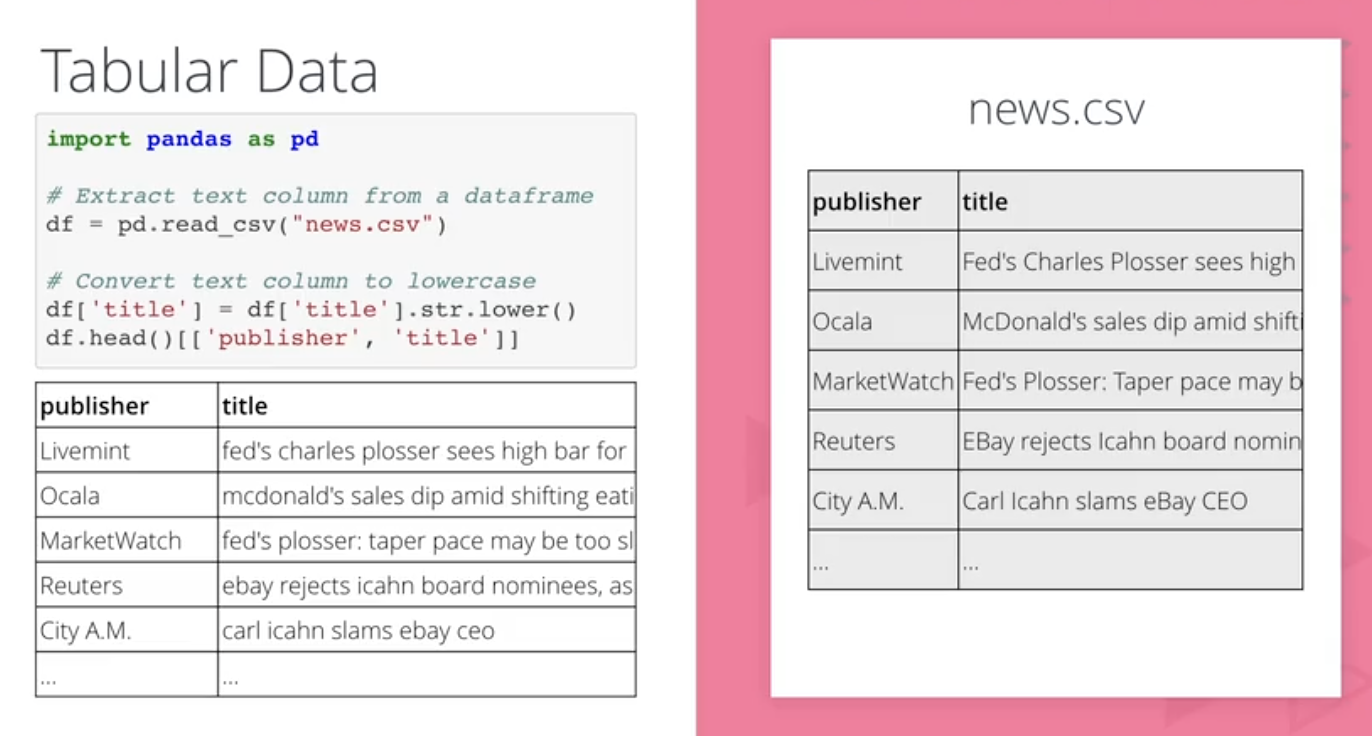 Tabular Data
import pandas as pd
# Extract text column from a dataframe
df = pd.read_csv("news.csv")
# Convert text column to lowercase
df['title'] = df['title'].str.lower()
df.head()[['publisher', 'title']]
publisher title
Livemint fed's charles plosser sees high bar for
Ocala mcdonald's sales dip amid shifting eati
MarketWatch fed's plosser: taper pace may be too sl
Reuters ebay rejects icahn board nominees, as
City A.M. carl icahn slams ebay ceo
... ...
news.csv
publisher title
Livemint Fed's Charles Plosser sees high
Ocala McDonald's sales dip amid shifti
MarketWatch Fed's Plosser: Taper pace may b
Reuters EBay rejects Icahn board nomin
City A.M. Carl Icahn slams eBay CEO
... ...